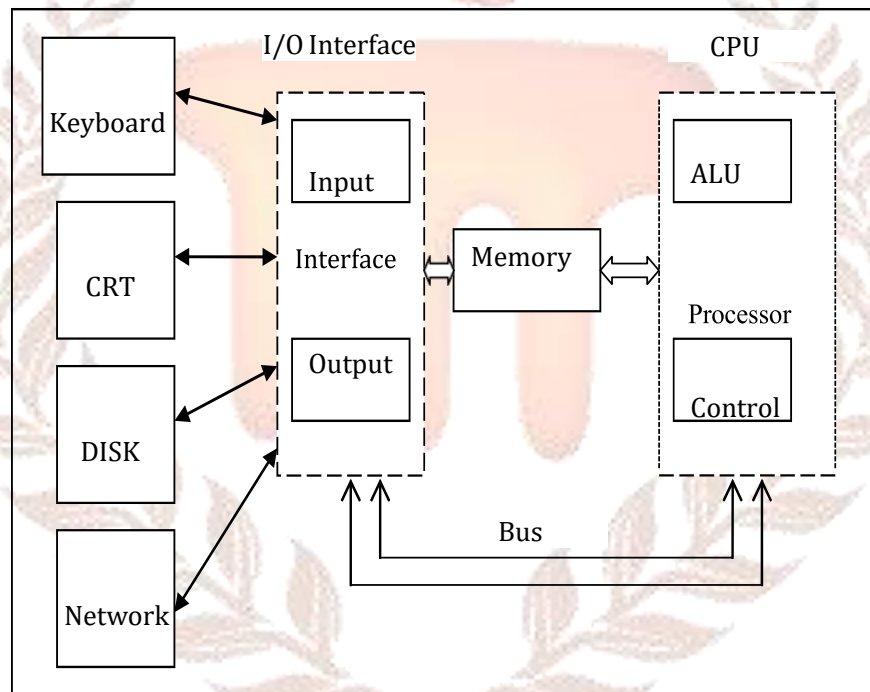 I/O Interface
CPU
Keyboard
Input
ALU
CRT
Interface
Memory
Processor
Output
Control
DISK
Bus
Network